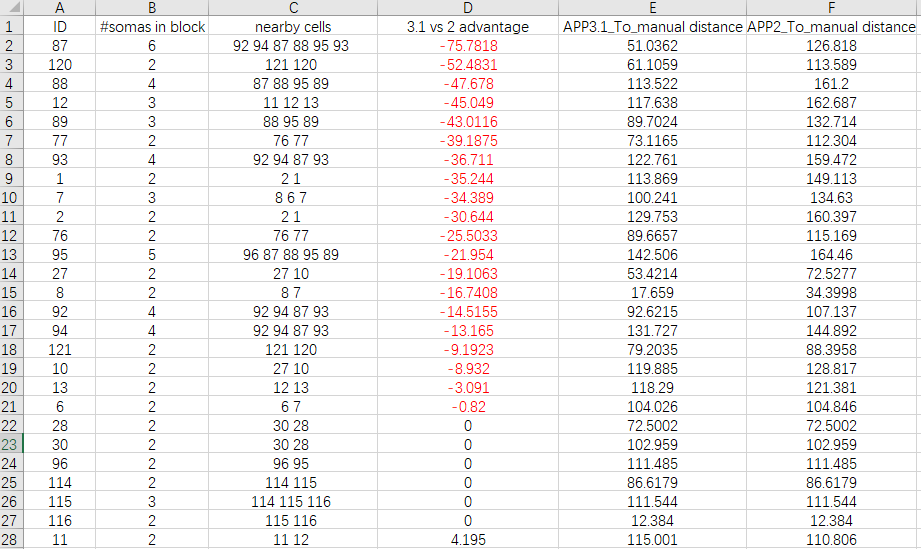 A B C D E F
1 ID #somas in block nearby cells 3.1 vs 2 advantage APP3.1_To_manual distance APP2_To_manual distance
2 87 6 92 94 87 88 95 93 -75.7818 51.0362 126.818
3 120 2 121 120 -52.4831 61.1059 113.589
4 88 4 87 88 95 89 -47.678 113.522 161.2
5 12 3 11 12 13 -45.049 117.638 162.687
6 89 3 88 95 89 -43.0116 89.7024 132.714
7 77 2 76 77 -39.1875 73.1165 112.304
8 93 4 92 94 87 93 -36.711 122.761 159.472
9 1 2 2 1 -35.244 113.869 149.113
10 7 3 8 6 7 -34.389 100.241 134.63
11 2 2 2 1 -30.644 129.753 160.397
12 76 2 76 77 -25.5033 89.6657 115.169
13 95 5 96 87 88 95 89 -21.954 142.506 164.46
14 27 2 27 10 -19.1063 53.4214 72.5277
15 8 2 8 7 -16.7408 17.659 34.3998
16 92 4 92 94 87 93 -14.5155 92.6215 107.137
17 94 4 92 94 87 93 -13.165 131.727 144.892
18 121 2 121 120 -9.1923 79.2035 88.3958
19 10 2 27 10 -8.932 119.885 128.817
20 13 2 12 13 -3.091 118.29 121.381
21 6 2 6 7 -0.82 104.026 104.846
22 28 2 30 28 0 72.5002 72.5002
23 30 2 30 28 0 102.959 102.959
24 96 2 96 95 0 111.485 111.485
25 114 2 114 115 0 86.6179 86.6179
26 115 3 114 115 116 0 111.544 111.544
27 116 2 115 116 0 12.384 12.384
28 11 2 11 12 4.195 115.001 110.806